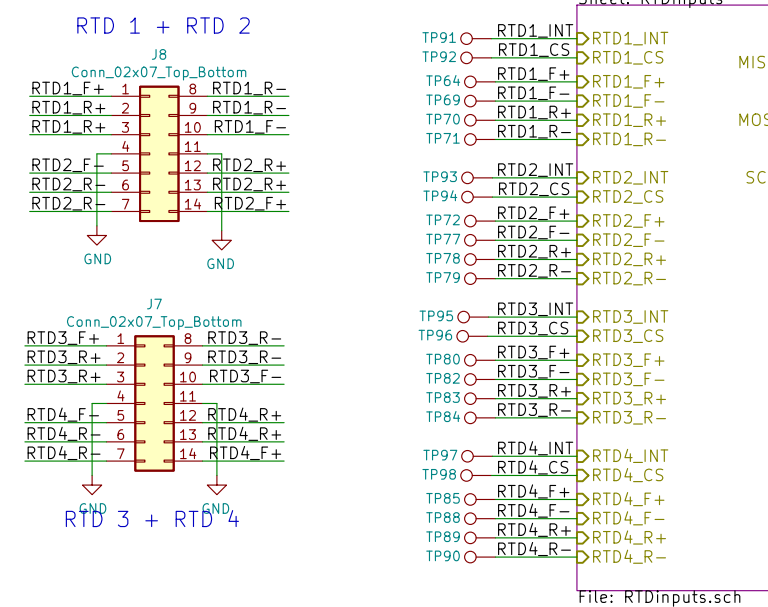 RTD 1 + RTD 2
J8
Conn_02x07_Top_Bottom
RTD1_F+ 1 8 RTD1_R-
RTD1_R+ 2 9 RTD1_R-
RTD1_R+ 3 10 RTD1_F-
4 11
RTD2_F- 5 12 RTD2_R+
RTD2_R- 6 13 RTD2_R+
RTD2_R- 7 14 RTD2_F+
GND GND
J7
Conn_02x07_Top_Bottom
RTD3_F+ 1 8 RTD3_R-
RTD3_R+ 2 9 RTD3_R-
RTD3_R+ 3 10 RTD3_F-
4 11
RTD4_F- 5 12 RTD4_R+
RTD4_R- 6 13 RTD4_R+
RTD4_R- 7 14 RTD4_F+
GND GND
RTD 3 + RTD 4
Sheet: RTDinputs
TP91 RTD1_INT RTD1_INT
TP92 RTD1_CS RTD1_CS
MIS
TP64 RTD1_F+ RTD1_F+
TP69 RTD1_F- RTD1_F-
TP70 RTD1_R+ RTD1_R+ MOS
TP71 RTD1_R- RTD1_R-
TP93 RTD2_INT RTD2_INT SC
TP94 RTD2_CS RTD2_CS
TP72 RTD2_F+ RTD2_F+
TP77 RTD2_F- RTD2_F-
TP78 RTD2_R+ RTD2_R+
TP79 RTD2_R- RTD2_R-
TP95 RTD3_INT RTD3_INT
TP96 RTD3_CS RTD3_CS
TP80 RTD3_F+ RTD3_F+
TP82 RTD3_F- RTD3_F-
TP83 RTD3_R+ RTD3_R+
TP84 RTD3_R- RTD3_R-
TP97 RTD4_INT RTD4_INT
TP98 RTD4_CS RTD4_CS
TP85 RTD4_F+ RTD4_F+
TP88 RTD4_F- RTD4_F-
TP89 RTD4_R+ RTD4_R+
TP90 RTD4_R- RTD4_R-
File: RTDinputs.sch